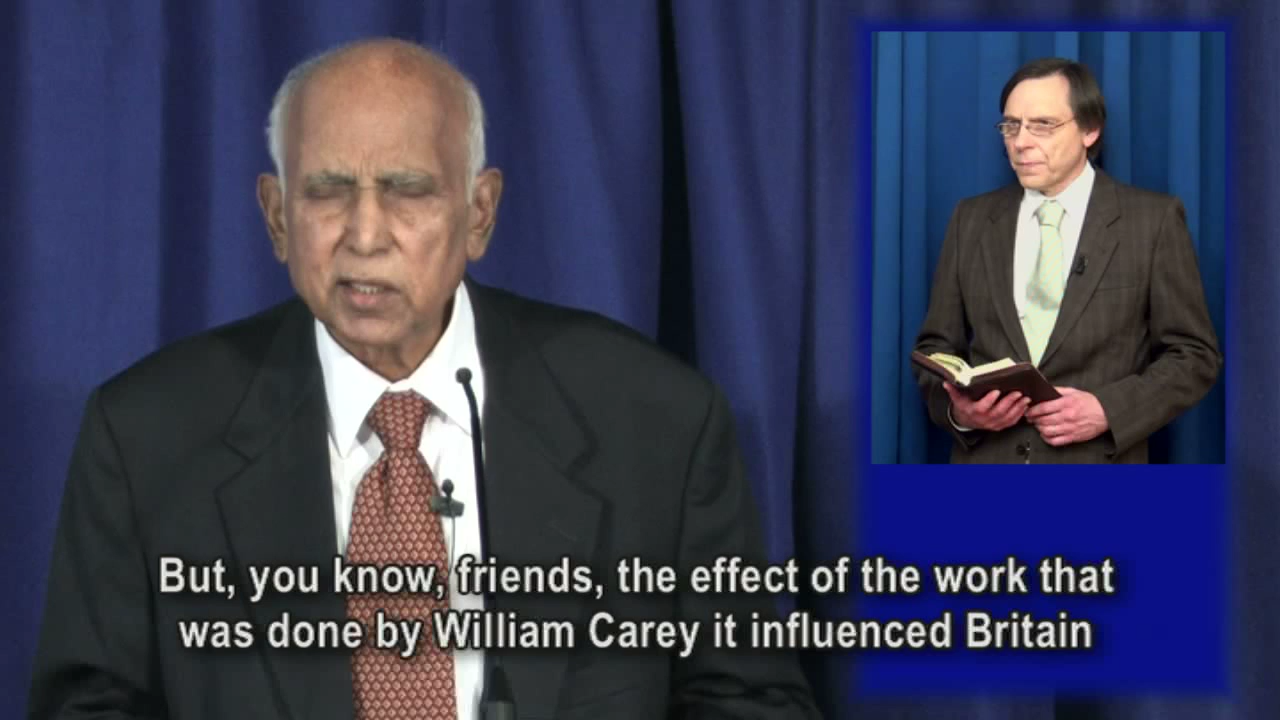 But, you know, friends, the effect of the work that
was done by William Carey it influenced Britain